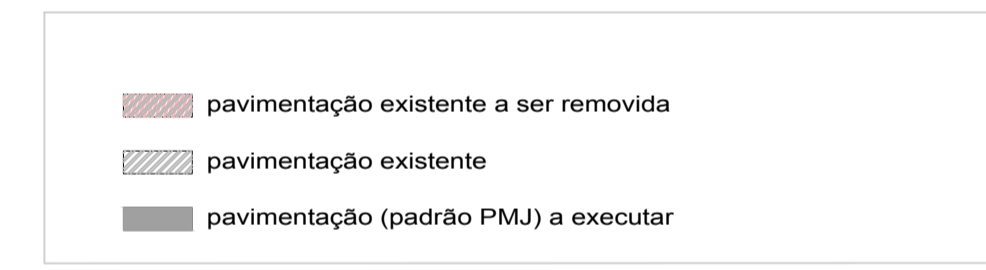 pavimentação existente a ser removida
pavimentação existente
pavimentação (padrão PMJ) a executar